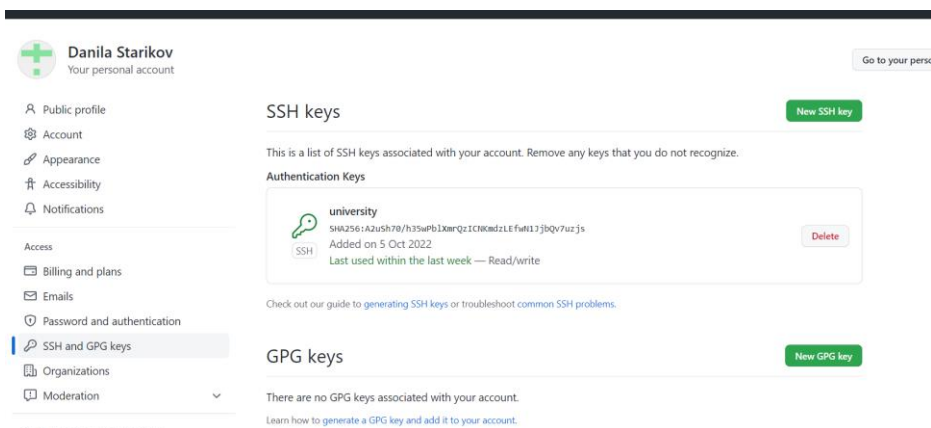 Danila Starikov
Your personal account
Go to your perso
Public profile
Account
Appearance
Accessibility
Notifications
Access
Billing and plans
Emails
Password and authentication
SSH and GPG keys
Organizations
Moderation
SSH keys
New SSH key
This is a list of SSH keys associated with your account. Remove any keys that you do not recognize.
Authentication Keys
university
SHA256:A2uSh70/h35wPblXmrQzICNKmdzLEfwN1JjbQv7uzjs
SSH
Added on 5 Oct 2022
Last used within the last week — Read/write
Delete
Check out our guide to generating SSH keys or troubleshoot common SSH problems.
GPG keys
New GPG key
There are no GPG keys associated with your account.
Learn how to generate a GPG key and add it to your account.